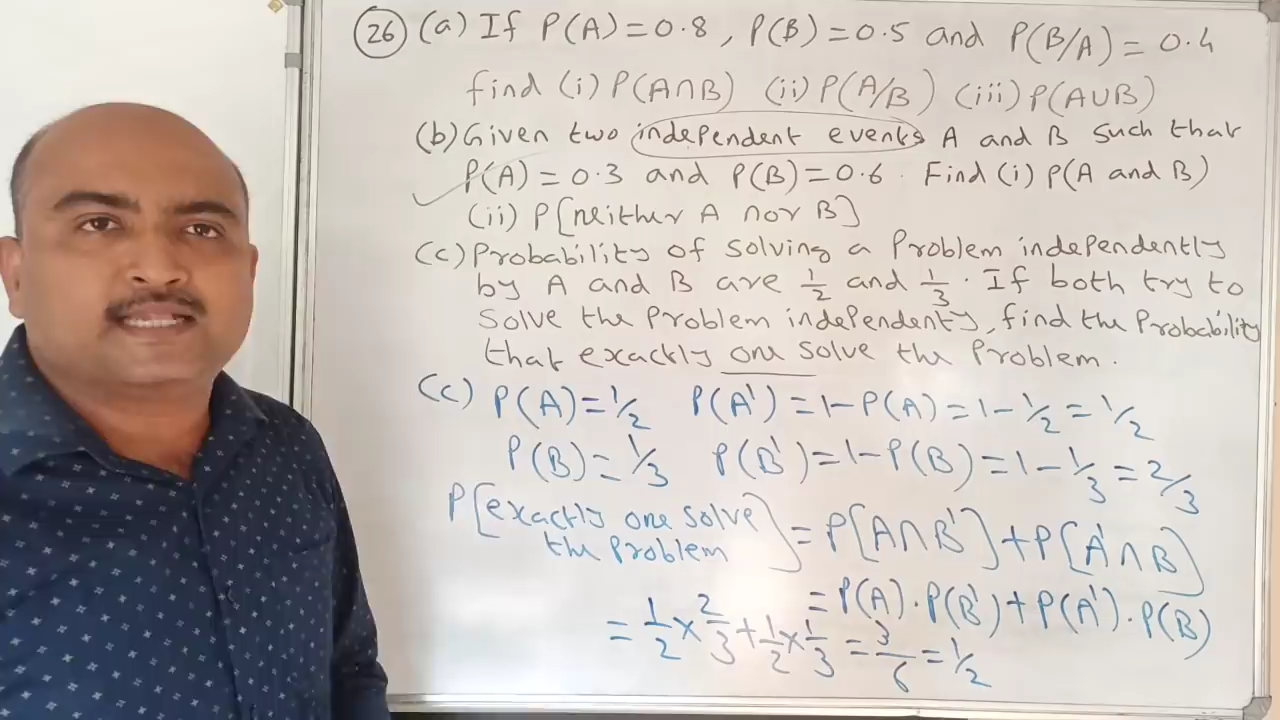 26 (a) If P(A)=0.8, P(B)=0.5 and P(B/A)=0.4
find (i) P(A∩B) (ii) P(A/B) (iii) P(A∪B)
(b) Given two independent events A and B such that
P(A)=0.3 and P(B)=0.6. Find (i) P(A and B)
(ii) P[neither A nor B]
(c) Probability of solving a Problem independently
by A and B are 1/2 and 1/3. If both try to
solve the Problem independenty, find the Probability
that exactly one solve the Problem.
(c) P(A)=1/2 P(A')=1-P(A)=1-1/2=1/2
P(B)=1/3 P(B')=1-P(B)=1-1/3=2/3
P[exactly one solve the Problem]=P[A∩B']+P[A'∩B]
=P(A).P(B')+P(A').P(B)
=1/2×2/3+1/2×1/3=3/6=1/2